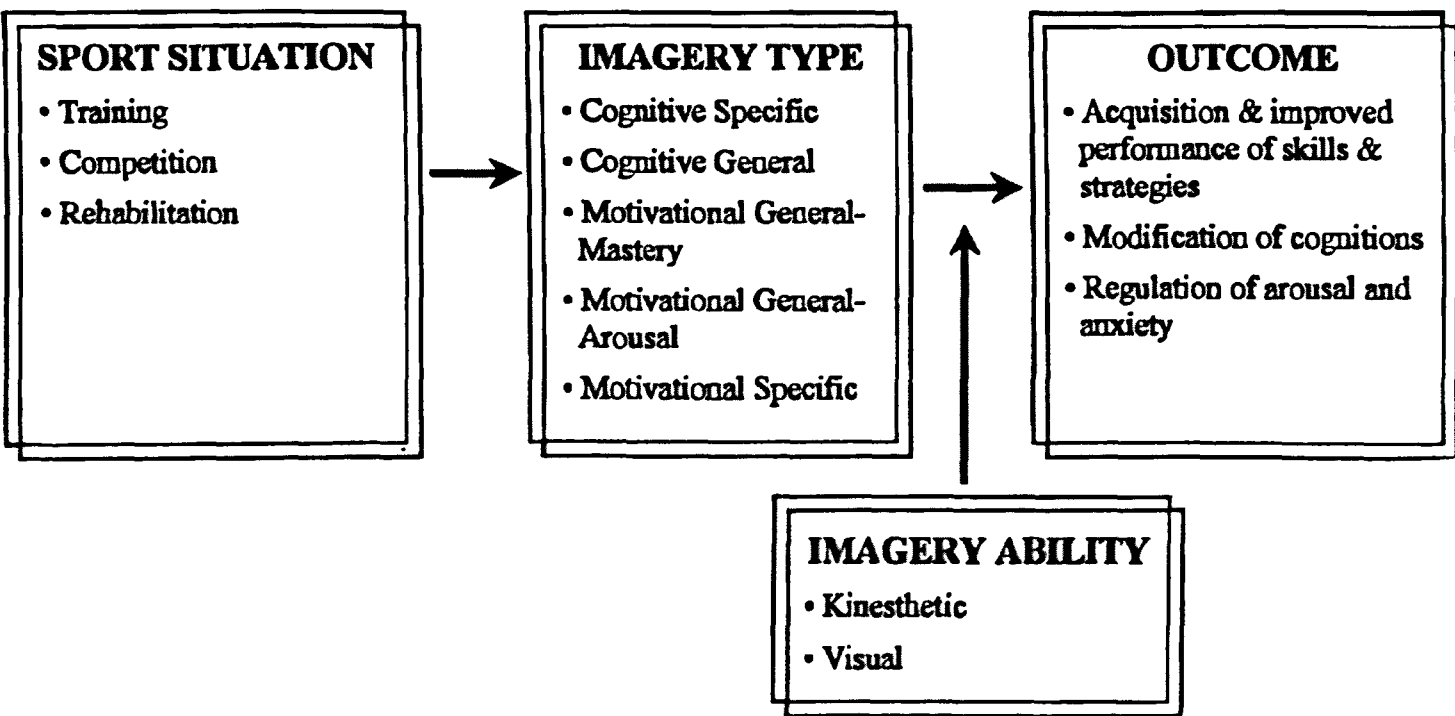 SPORT SITUATION
• Training
• Competition
• Rehabilitation
IMAGERY TYPE
• Cognitive Specific
• Cognitive General
• Motivational General-
Mastery
• Motivational General-
Arousal
• Motivational Specific
OUTCOME
• Acquisition & improved
performance of skills &
strategies
• Modification of cognitions
• Regulation of arousal and
anxiety
IMAGERY ABILITY
• Kinesthetic
• Visual